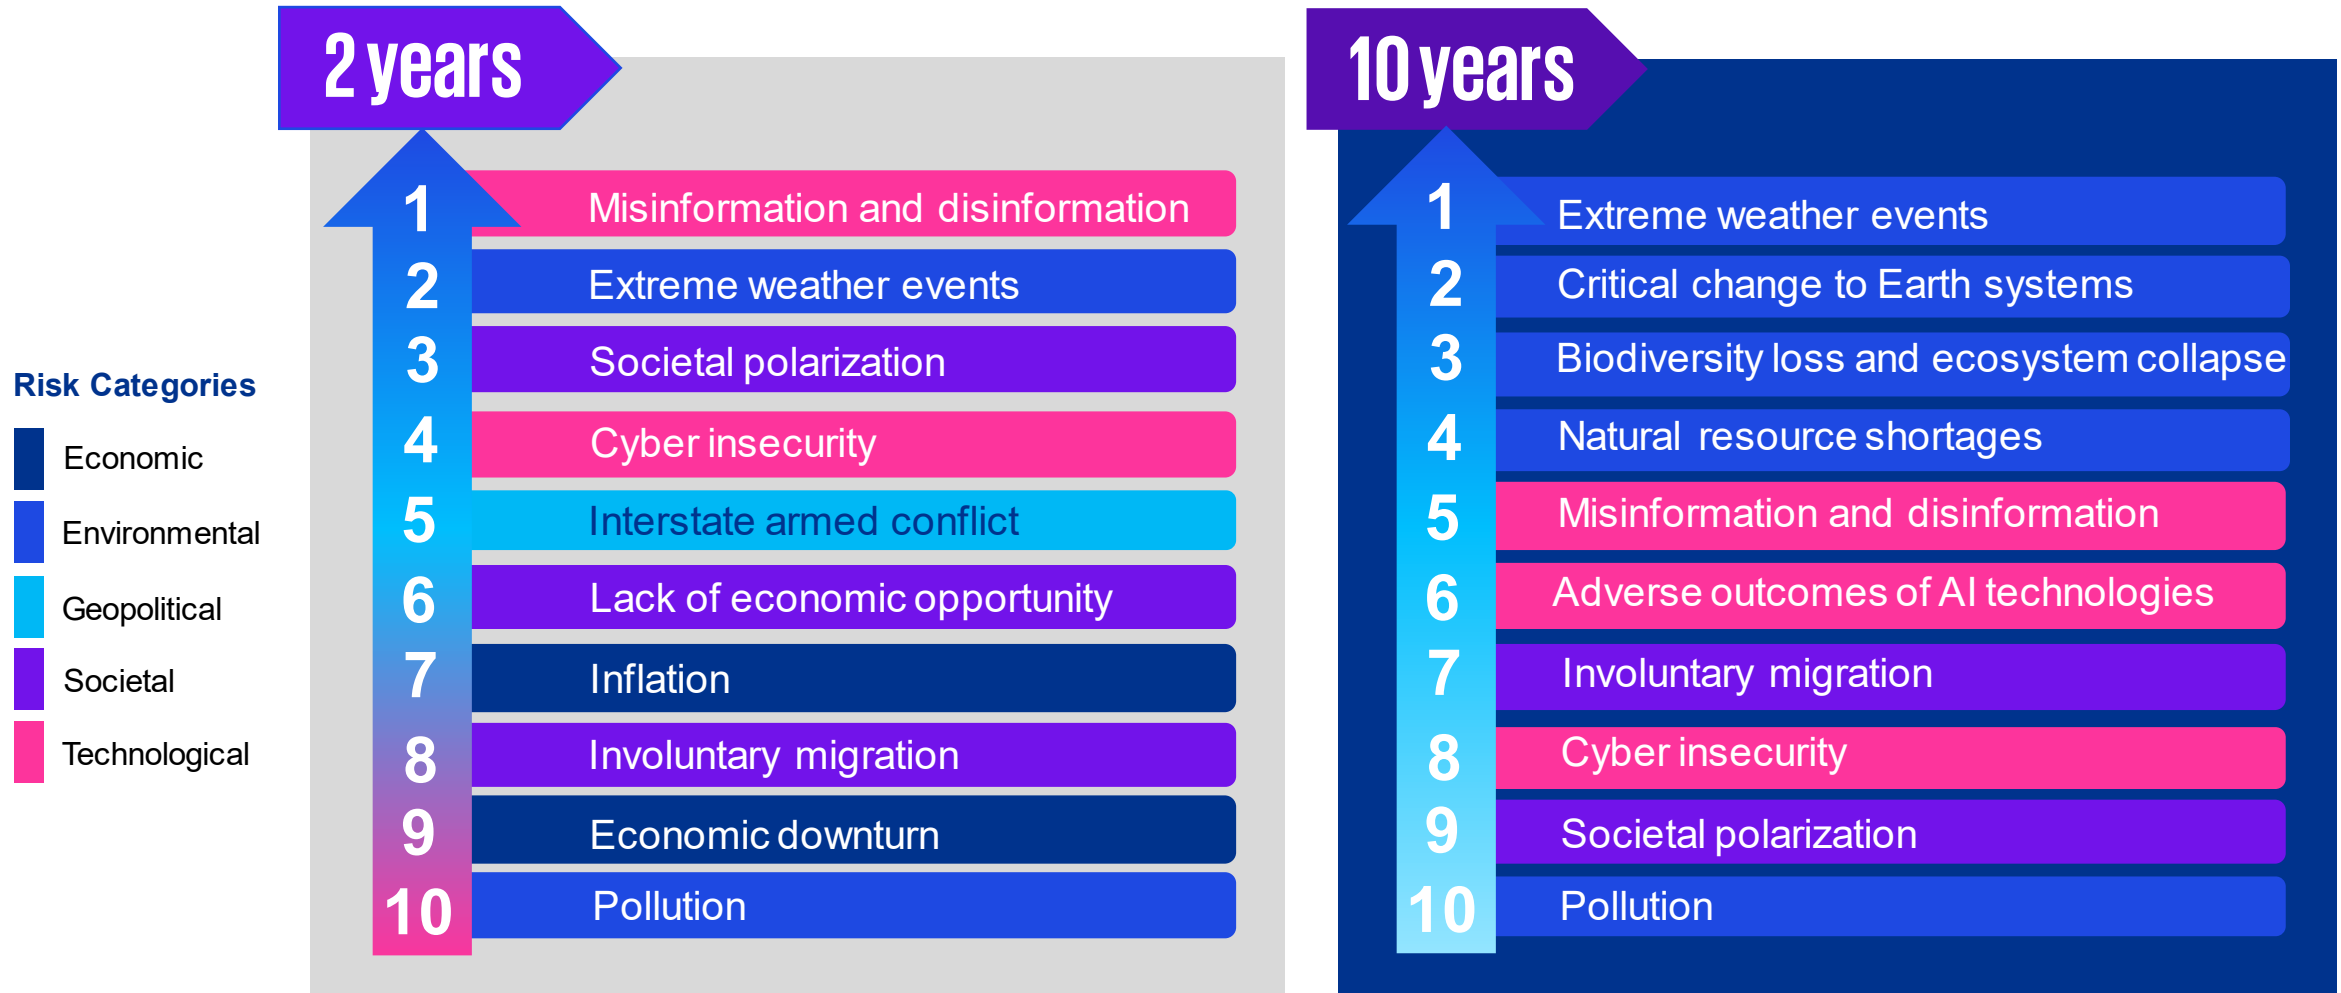 2 years
1 Misinformation and disinformation
2 Extreme weather events
3 Societal polarization
4 Cyber insecurity
5 Interstate armed conflict
6 Lack of economic opportunity
7 Inflation
8 Involuntary migration
9 Economic downturn
10 Pollution
10 years
1 Extreme weather events
2 Critical change to Earth systems
3 Biodiversity loss and ecosystem collapse
4 Natural resource shortages
5 Misinformation and disinformation
6 Adverse outcomes of AI technologies
7 Involuntary migration
8 Cyber insecurity
9 Societal polarization
10 Pollution
Risk Categories
Economic
Environmental
Geopolitical
Societal
Technological